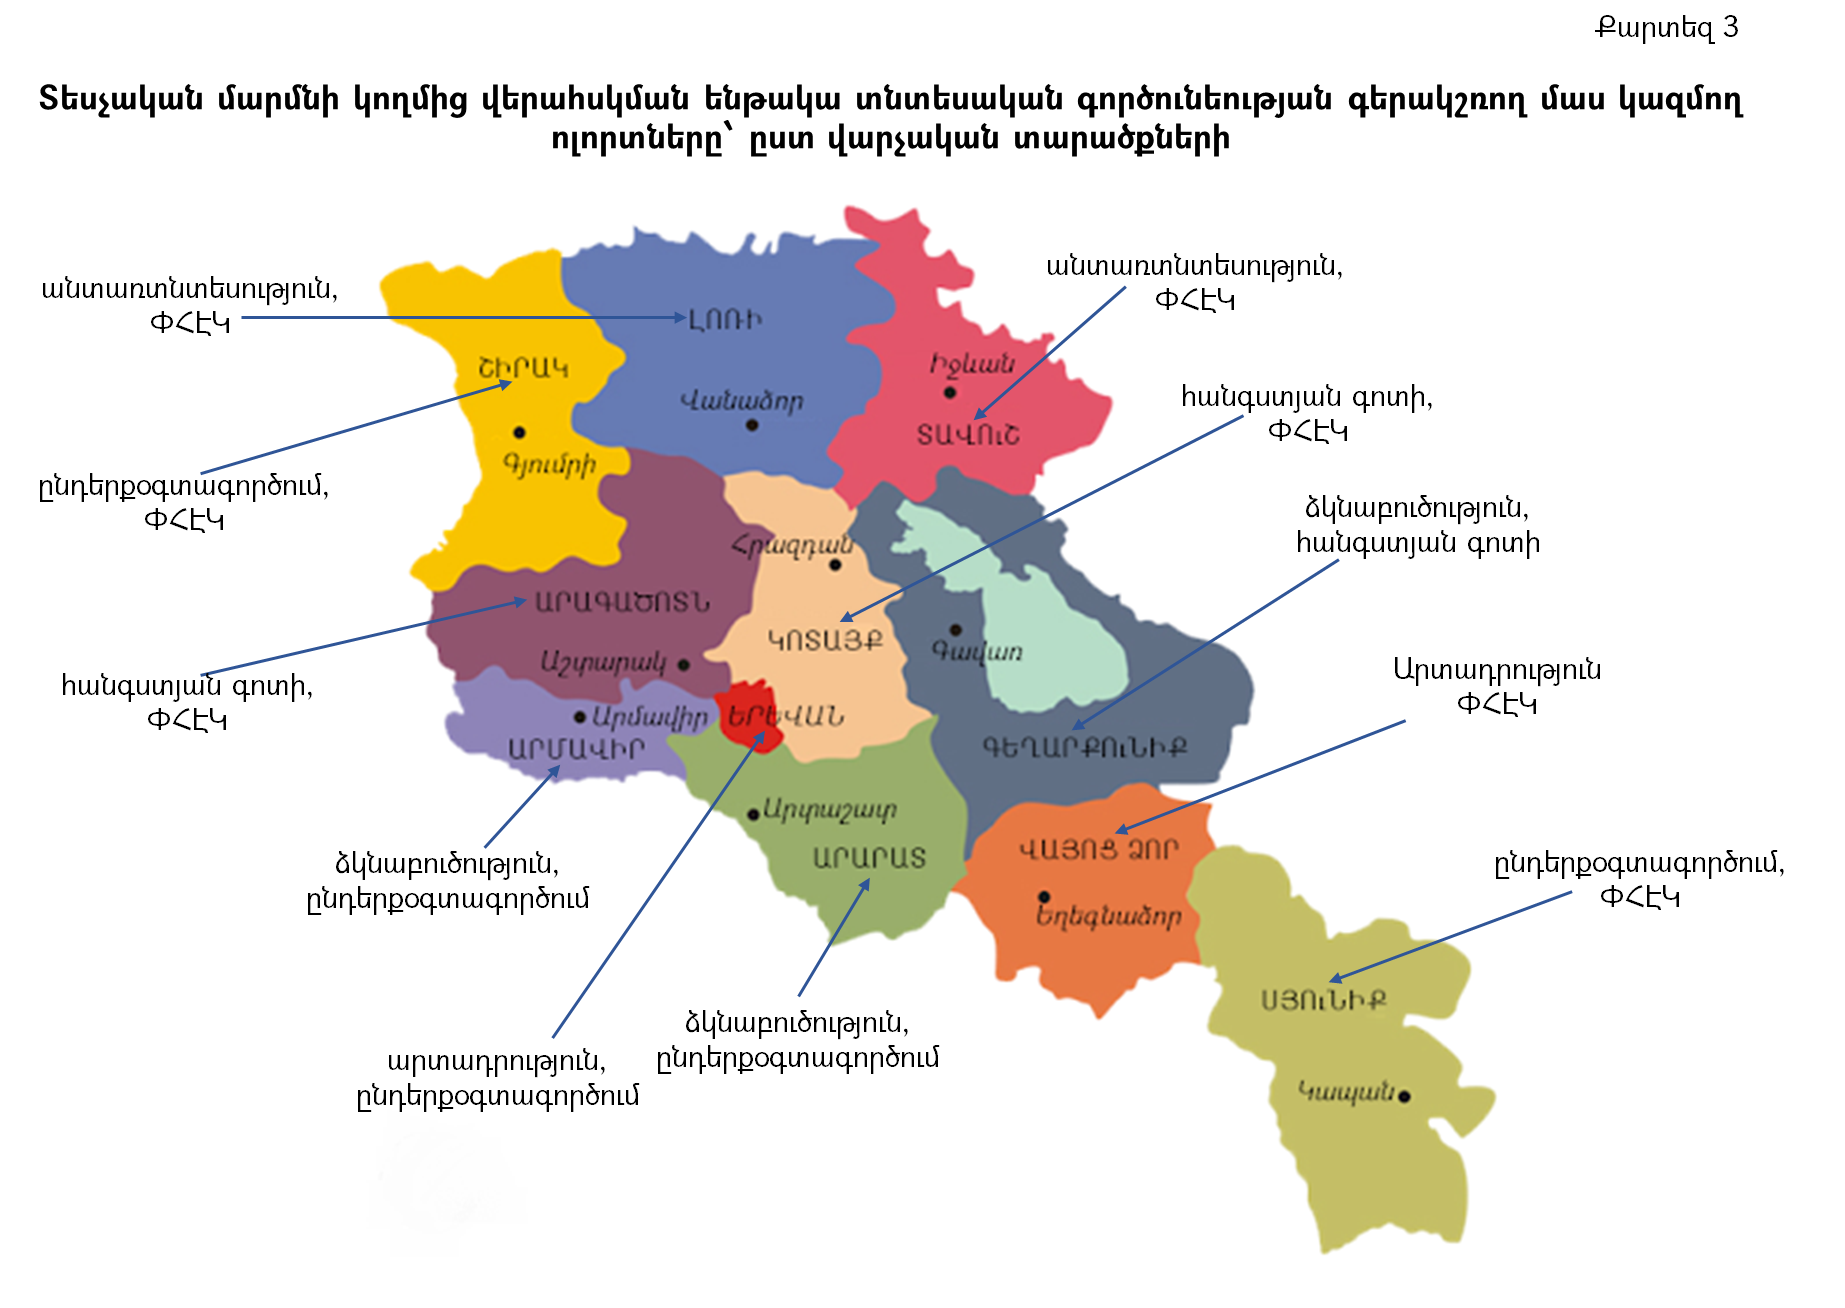 Քարտեզ 3
Տեսչական մարմնի կողմից վերահսկման ենթակա տնտեսական գործունեության գերակշռող մաս կազմող
ոլորտները՝ ըստ վարչական տարածքների
անտառտնտեսություն,
ՓՀԷԿ
անտառտնտեսություն,
ՓՀԷԿ
ԼՈՌԻ
ՇԻՐԱԿ
Իջևան
Վանաձոր
հանգստյան գոտի,
ՓՀԷԿ
ՏԱՎՈւՇ
Գյումրի
ընդերքօգտագործում,
ՓՀԷԿ
ձկնաբուծություն,
հանգստյան գոտի
Հրազդան
ԱՐԱԳԱԾՈՏՆ
ԿՈՏԱՅՔ
Գավառ
Աշտարակ
հանգստյան գոտի,
ՓՀԷԿ
Արտադրություն
ՓՀԷԿ
Արմավիր
ԵՐԵՎԱՆ
ԱՐՄԱՎԻՐ
ԳԵՂԱՐՔՈւՆԻՔ
Արտաշատ
ԱՐԱՐԱՏ
ՎԱՅՈՑ ՁՈՐ
ձկնաբուծություն,
ընդերքօգտագործում
ընդերքօգտագործում,
ՓՀԷԿ
Եղեգնաձոր
ՍՅՈւՆԻՔ
ձկնաբուծություն,
ընդերքօգտագործում
արտադրություն,
ընդերքօգտագործում
Կապան